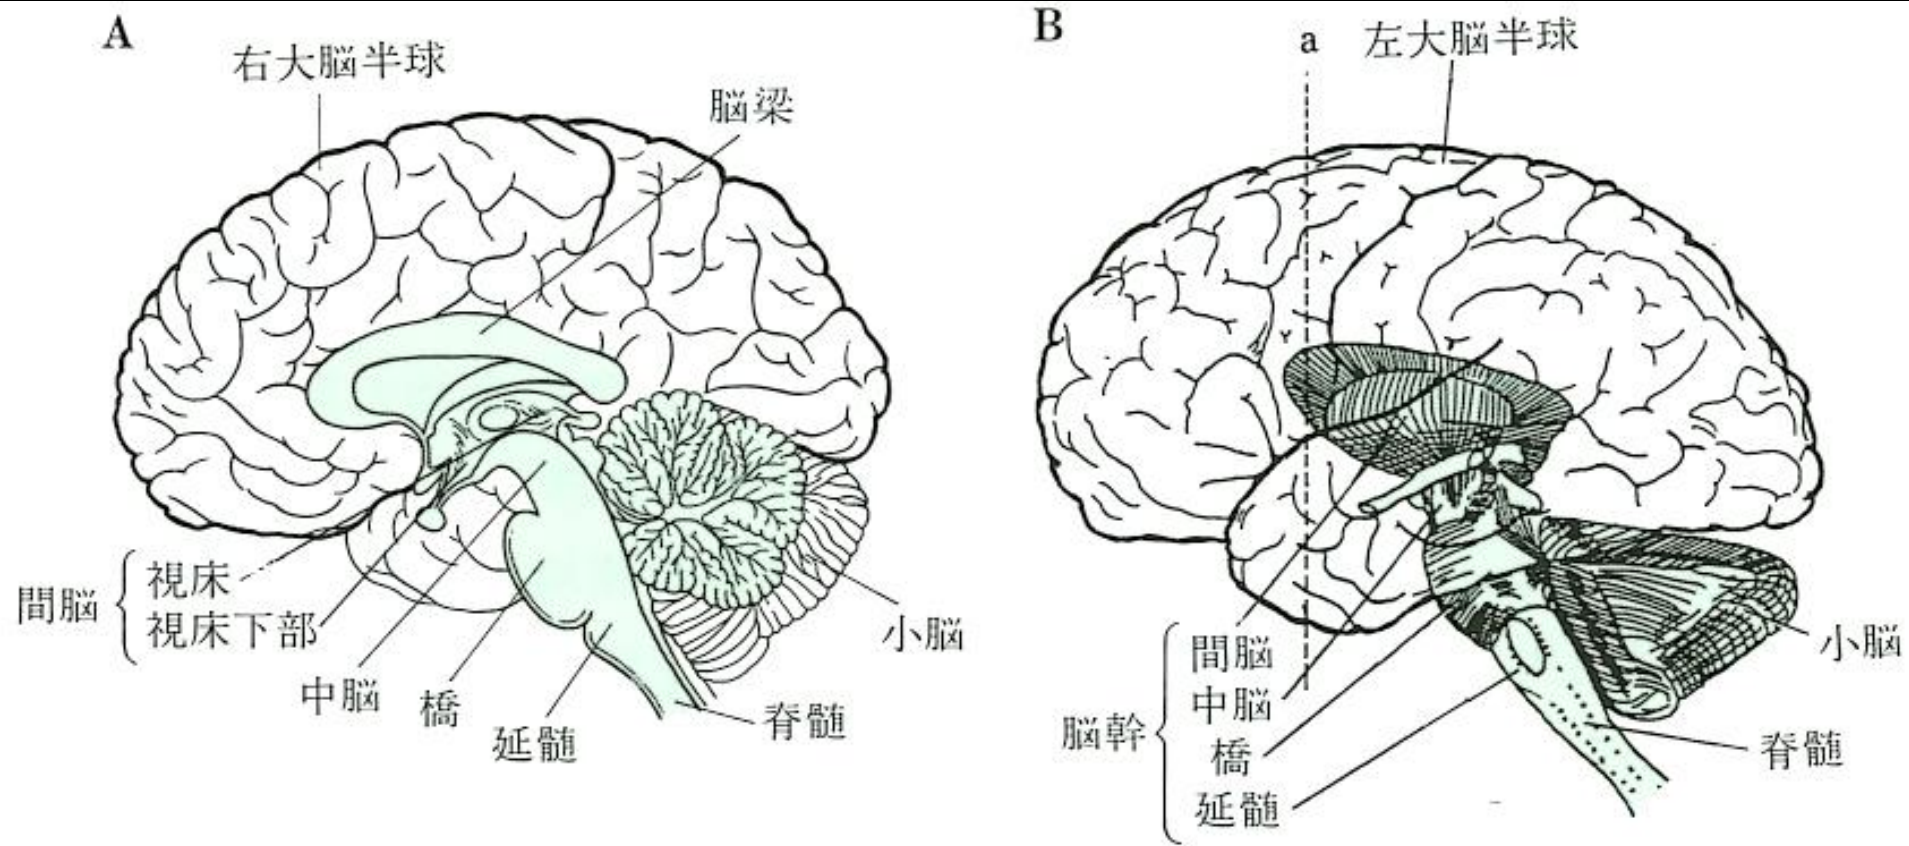 A
右大脳半球
脳梁
間脳
視床
視床下部
中脳
橋
延髄
脊髄
小脳
B
a
左大脳半球
脳幹
間脳
中脳
橋
延髄
脊髄
小脳